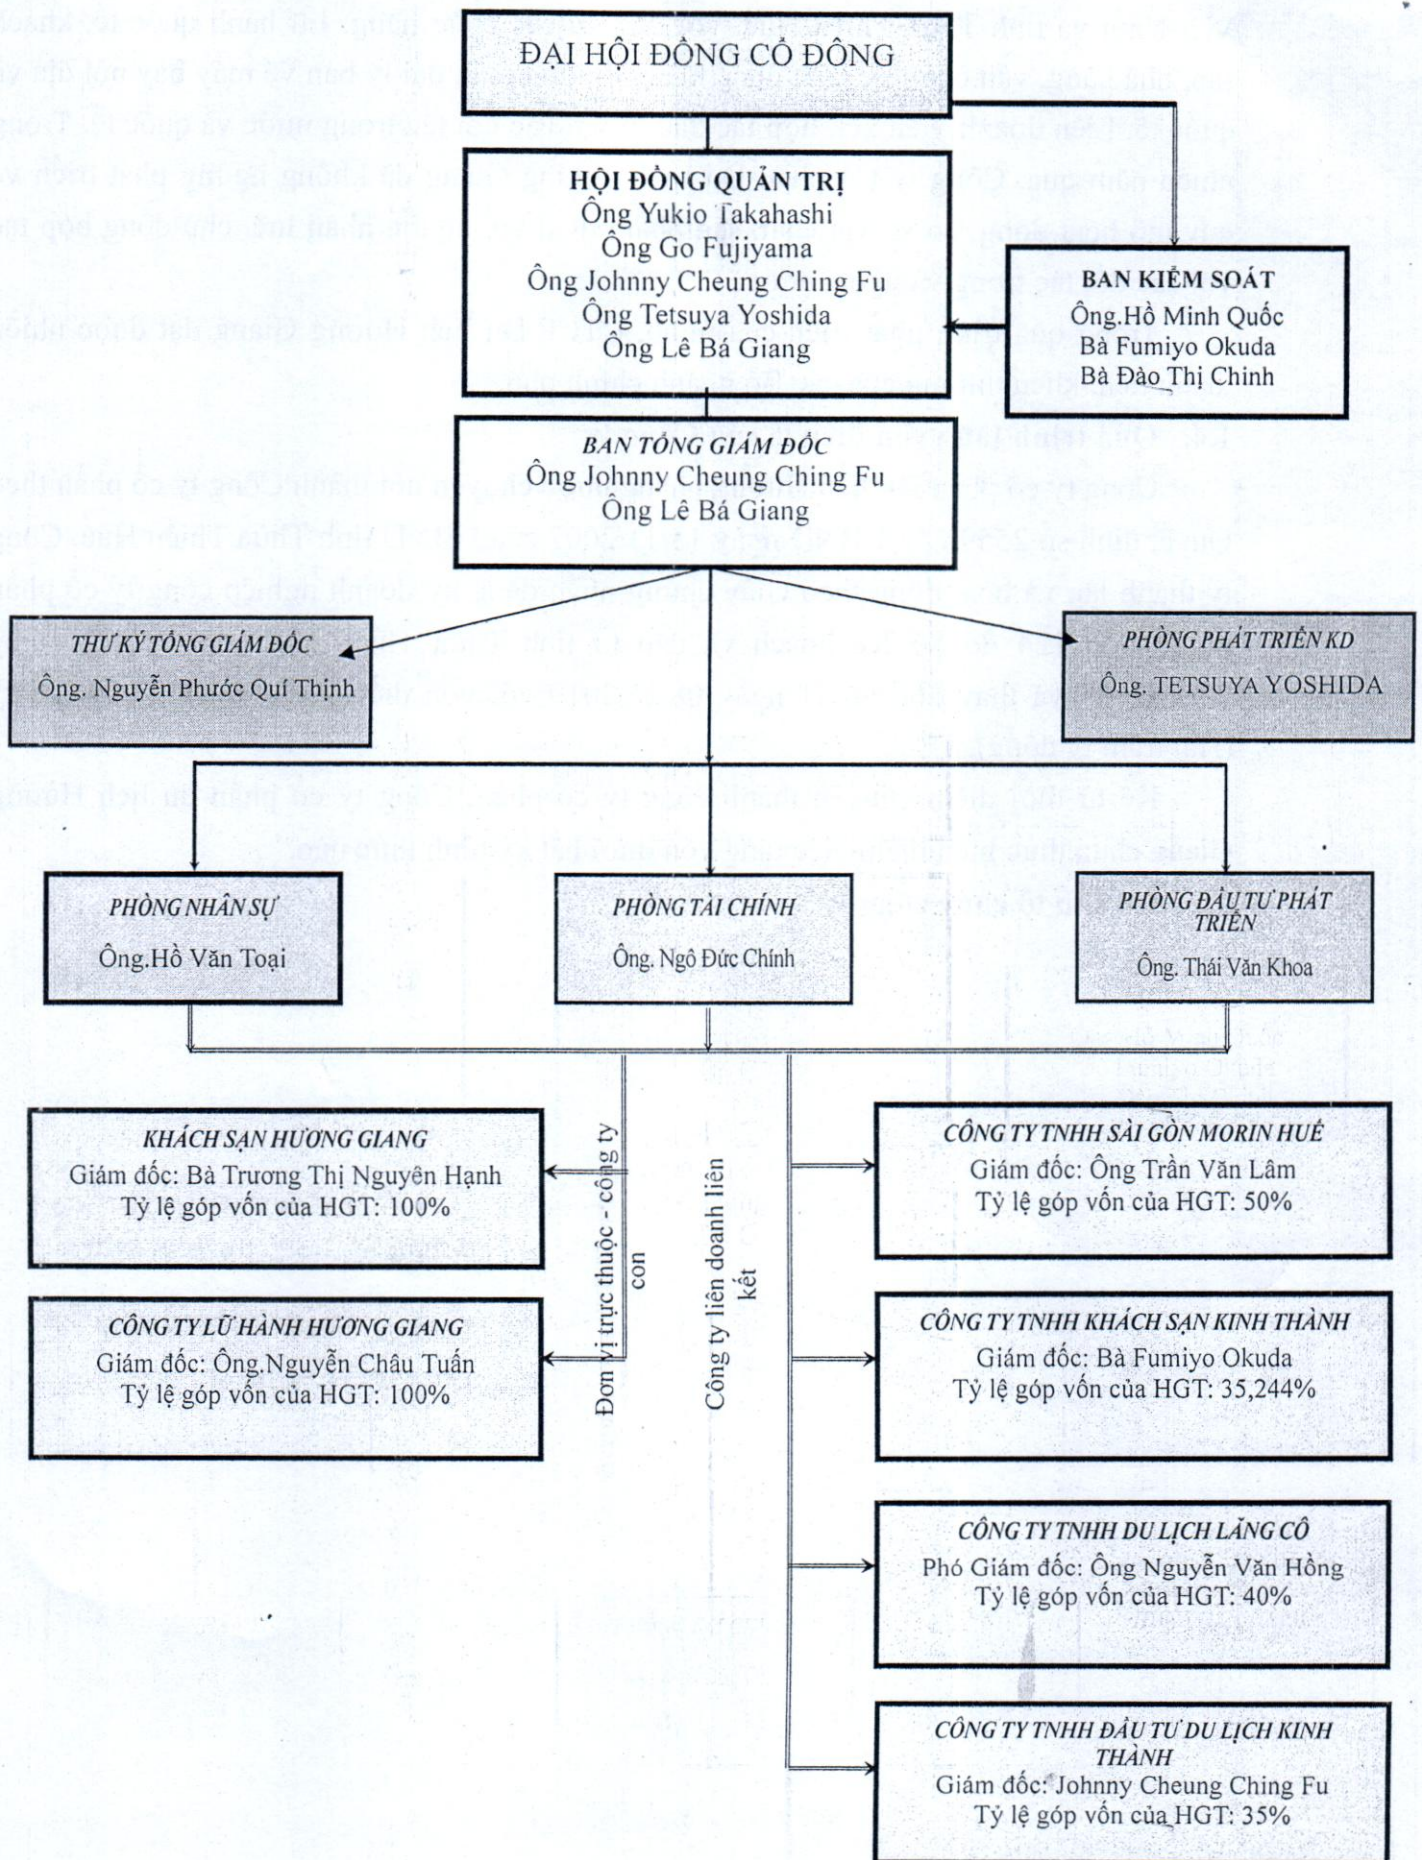 ĐẠI HỘI ĐỒNG CỔ ĐÔNG
HỘI ĐỒNG QUẢN TRỊ
Ông Yukio Takahashi
Ông Go Fujiyama
Ông Johnny Cheung Ching Fu
Ông Tetsuya Yoshida
Ông Lê Bá Giang
BAN KIỂM SOÁT
Ông.Hồ Minh Quốc
Bà Fumiyo Okuda
Bà Đào Thị Chinh
BAN TỔNG GIÁM ĐỐC
Ông Johnny Cheung Ching Fu
Ông Lê Bá Giang
THƯ KÝ TỔNG GIÁM ĐỐC
Ông. Nguyễn Phước Quí Thịnh
PHÒNG PHÁT TRIỂN KD
Ông. TETSUYA YOSHIDA
PHÒNG NHÂN SỰ
Ông.Hồ Văn Toại
PHÒNG TÀI CHÍNH
Ông. Ngô Đức Chính
PHÒNG ĐẦU TƯ PHÁT
TRIỂN
Ông. Thái Văn Khoa
Đơn vị trực thuộc - công ty
con
Công ty liên doanh liên
kết
KHÁCH SẠN HƯƠNG GIANG
Giám đốc: Bà Trương Thị Nguyên Hạnh
Tỷ lệ góp vốn của HGT: 100%
CÔNG TY LỮ HÀNH HƯƠNG GIANG
Giám đốc: Ông.Nguyễn Châu Tuấn
Tỷ lệ góp vốn của HGT: 100%
CÔNG TY TNHH SÀI GÒN MORIN HUẾ
Giám đốc: Ông Trần Văn Lâm
Tỷ lệ góp vốn của HGT: 50%
CÔNG TY TNHH KHÁCH SẠN KINH THÀNH
Giám đốc: Bà Fumiyo Okuda
Tỷ lệ góp vốn của HGT: 35,244%
CÔNG TY TNHH DU LỊCH LĂNG CÔ
Phó Giám đốc: Ông Nguyễn Văn Hồng
Tỷ lệ góp vốn của HGT: 40%
CÔNG TY TNHH ĐẦU TƯ DU LỊCH KINH
THÀNH
Giám đốc: Johnny Cheung Ching Fu
Tỷ lệ góp vốn của HGT: 35%